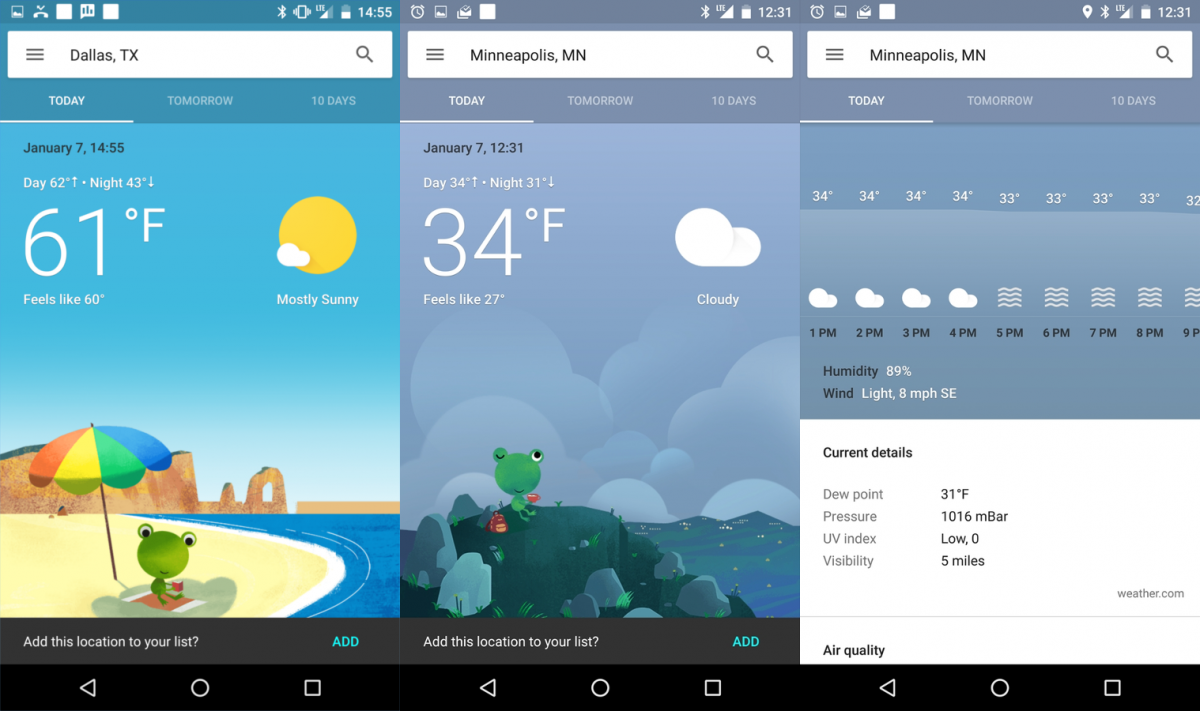 LTE 14:55
Dallas, TX
TODAY TOMORROW 10 DAYS
January 7, 14:55
Day 62°↑ • Night 43°↓
61°F
Feels like 60°
Mostly Sunny
Add this location to your list? ADD
LTE 12:31
Minneapolis, MN
TODAY TOMORROW 10 DAYS
January 7, 12:31
Day 34°↑ • Night 31°↓
34°F
Feels like 27°
Cloudy
Add this location to your list? ADD
LTE 12:31
Minneapolis, MN
TODAY TOMORROW 10 DAYS
34° 34° 34° 34° 33° 33° 33° 33° 32
1 PM 2 PM 3 PM 4 PM 5 PM 6 PM 7 PM 8 PM 9 P
Humidity 89%
Wind Light, 8 mph SE
Current details
Dew point 31°F
Pressure 1016 mBar
UV index Low, 0
Visibility 5 miles
weather.com
Air quality